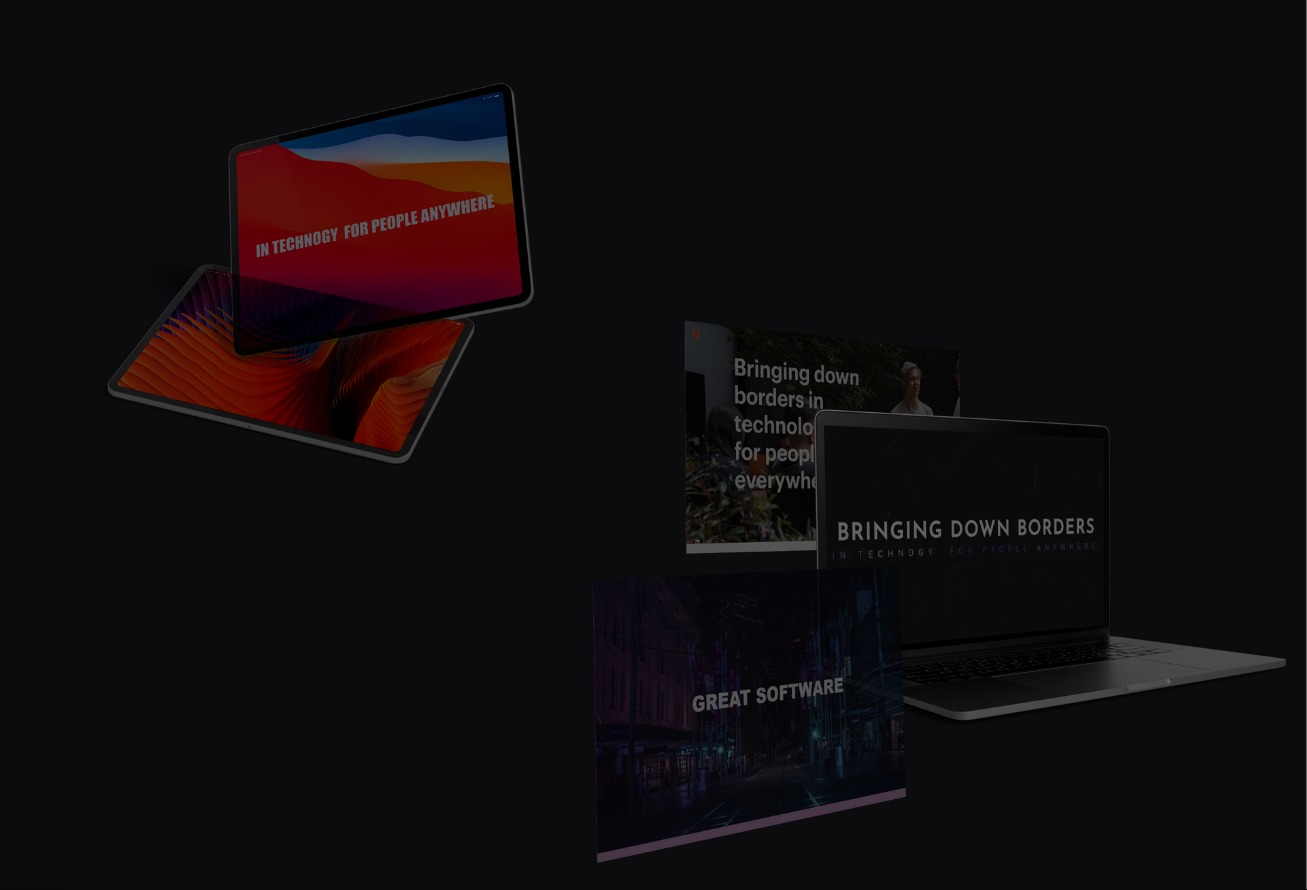 IN TECHNOGY FOR PEOPLE ANYWHERE
Bringing down
borders in
technolo
for peopl
everywhe
BRINGING DOWN BORDERS
IN TECHNOGY FOR PEOPLE ANYWHERE
GREAT SOFTWARE